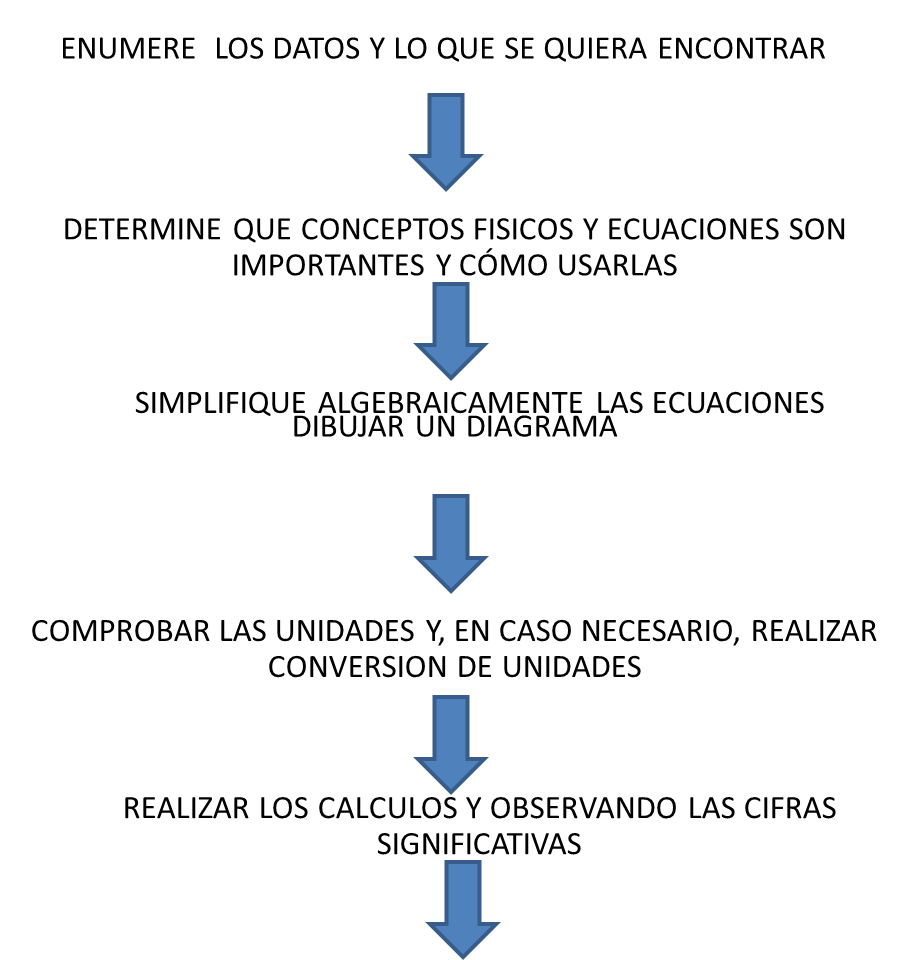 ENUMERE LOS DATOS Y LO QUE SE QUIERA ENCONTRAR
DETERMINE QUE CONCEPTOS FISICOS Y ECUACIONES SON
IMPORTANTES Y CÓMO USARLAS
SIMPLIFIQUE ALGEBRAICAMENTE LAS ECUACIONES
DIBUJAR UN DIAGRAMA
COMPROBAR LAS UNIDADES Y, EN CASO NECESARIO, REALIZAR
CONVERSION DE UNIDADES
REALIZAR LOS CALCULOS Y OBSERVANDO LAS CIFRAS
SIGNIFICATIVAS